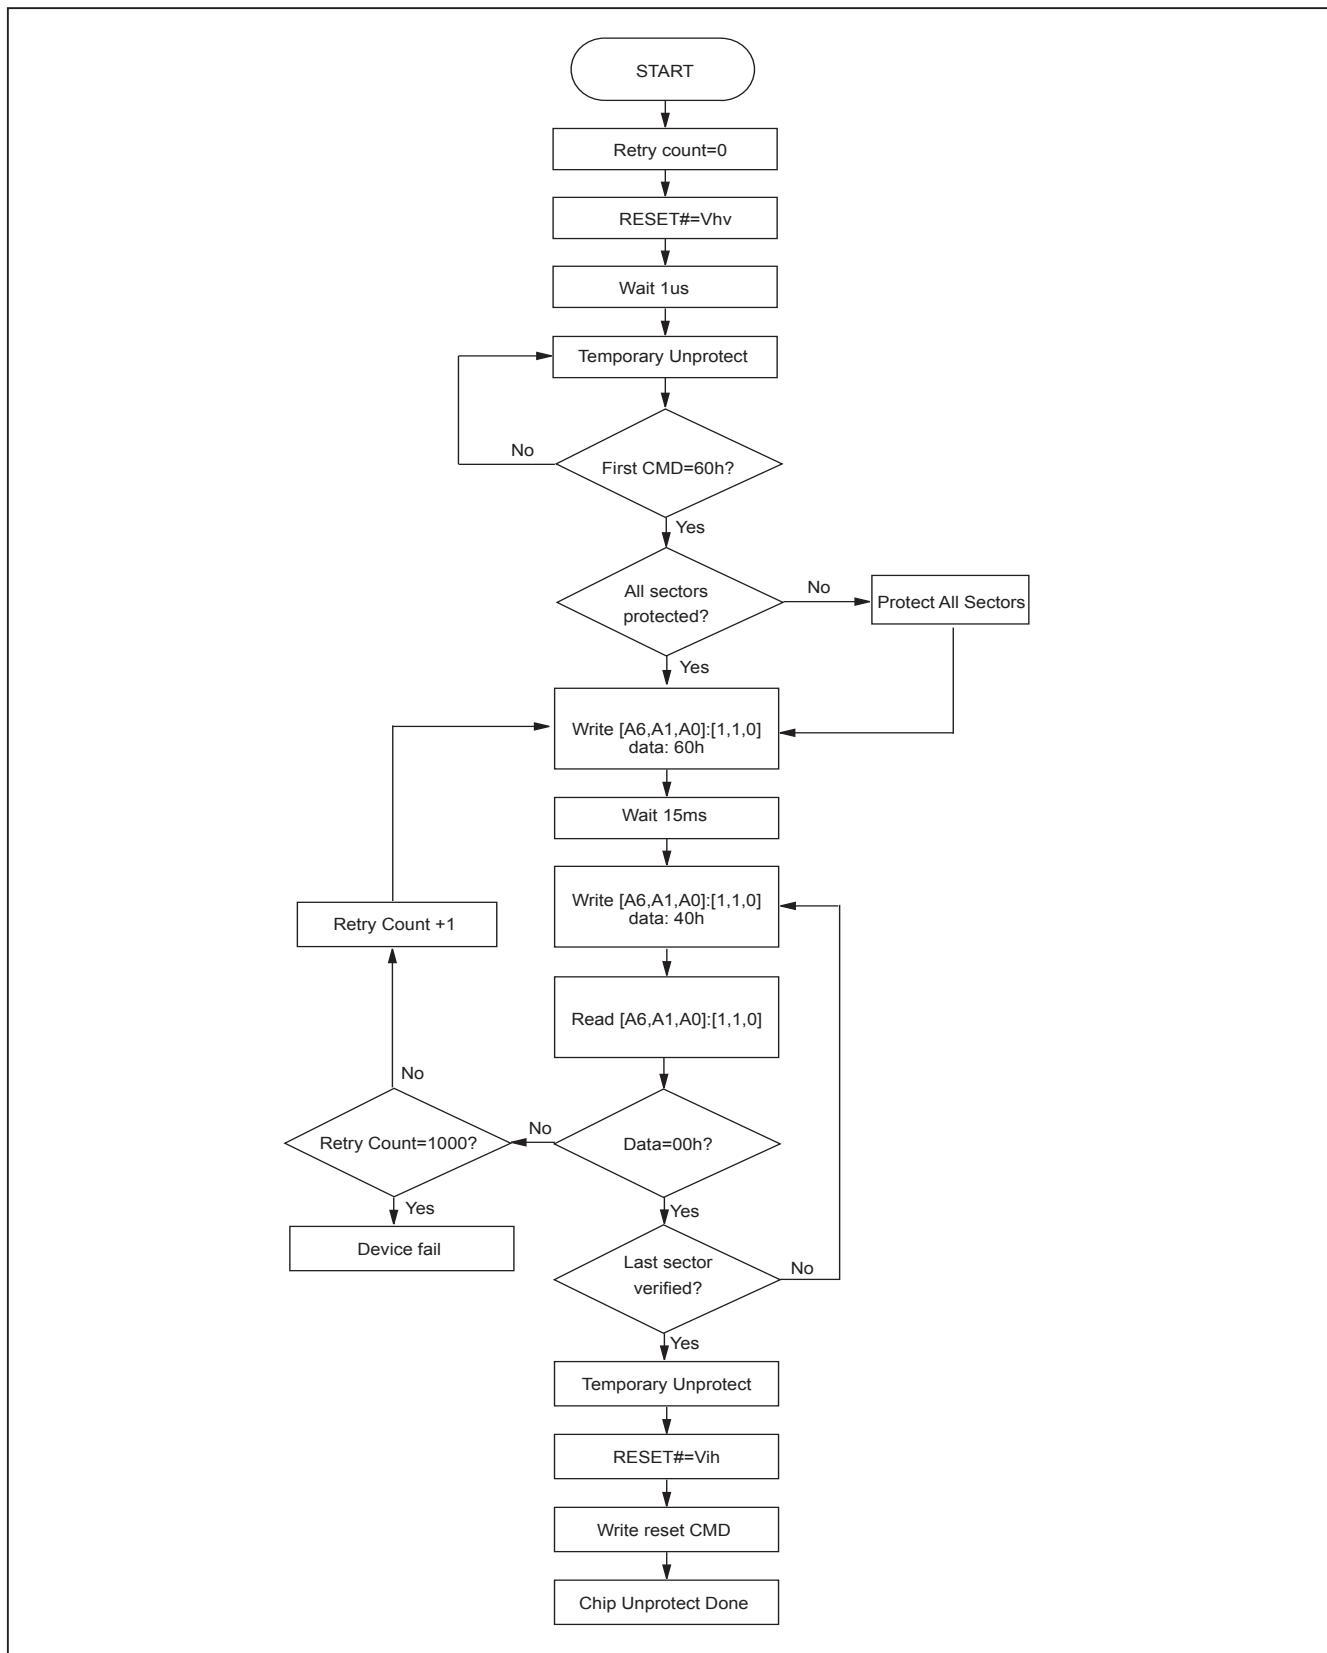 START
Retry count=0
RESET#=Vhv
Wait 1us
Temporary Unprotect
No
First CMD=60h?
Yes
All sectors
protected?
No
Protect All Sectors
Yes
Write [A6,A1,A0]:[1,1,0]
data: 60h
Wait 15ms
Write [A6,A1,A0]:[1,1,0]
data: 40h
Retry Count +1
Read [A6,A1,A0]:[1,1,0]
No
Retry Count=1000?
No
Data=00h?
Yes
Device fail
Yes
Last sector
verified?
No
Yes
Temporary Unprotect
RESET#=Vih
Write reset CMD
Chip Unprotect Done